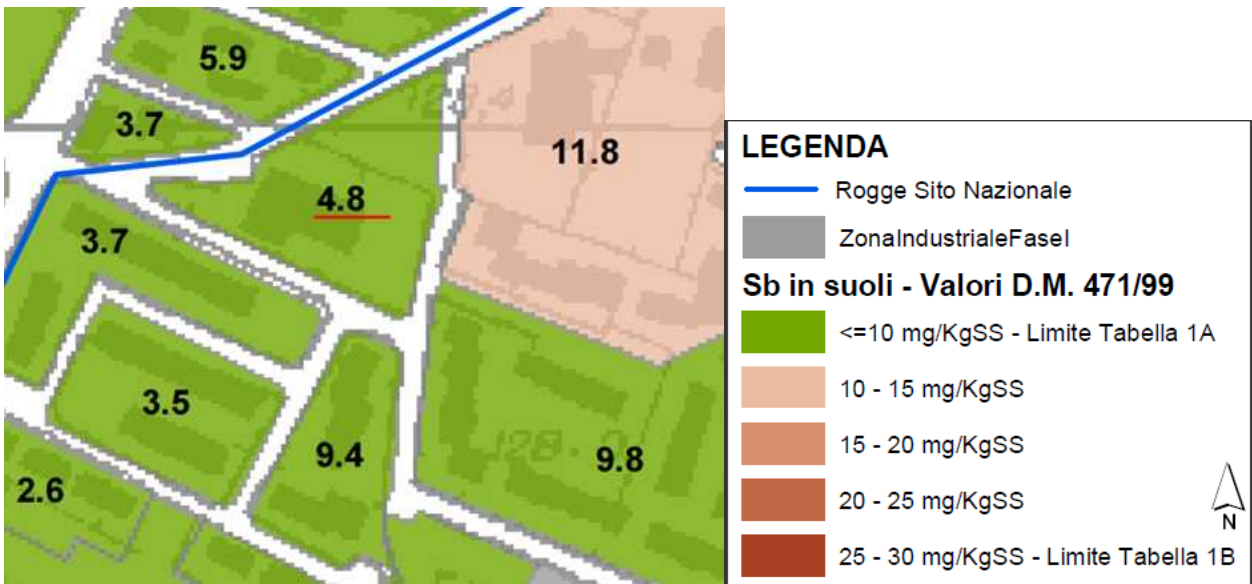 5.9
3.7
11.8
4.8
3.7
3.5
9.4
9.8
2.6
LEGENDA
Rogge Sito Nazionale
ZonaIndustrialeFaseI
Sb in suoli - Valori D.M. 471/99
<=10 mg/KgSS - Limite Tabella 1A
10 - 15 mg/KgSS
15 - 20 mg/KgSS
20 - 25 mg/KgSS
25 - 30 mg/KgSS - Limite Tabella 1B
N